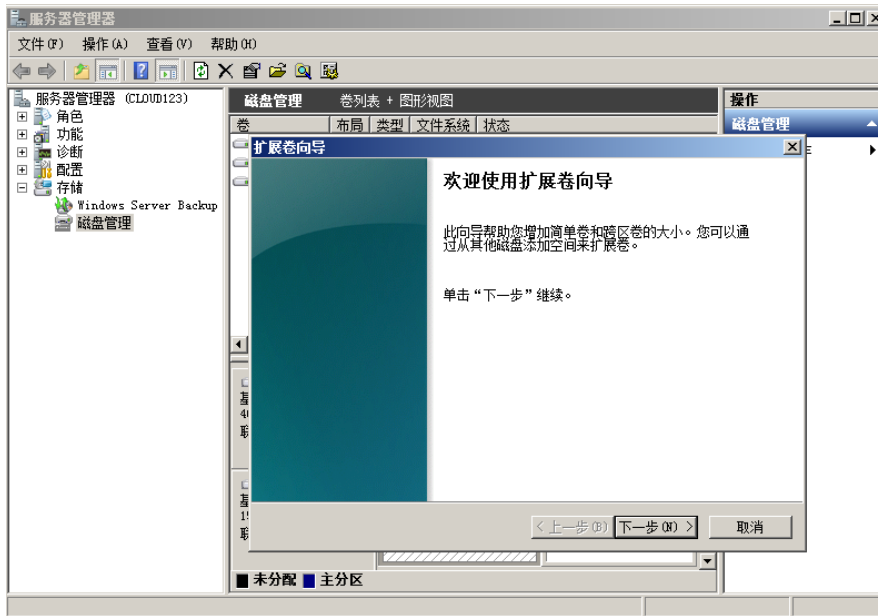 服务器管理器
文件(F) 操作(A) 查看(V) 帮助(H)
服务器管理器 (CLOUD123)
角色
功能
诊断
配置
存储
Windows Server Backup
磁盘管理
磁盘管理 卷列表 + 图形视图
卷 布局 类型 文件系统 状态
操作
磁盘管理
扩展卷向导
欢迎使用扩展卷向导
此向导帮助您增加简单卷和跨区卷的大小。您可以通
过从其他磁盘添加空间来扩展卷。
单击“下一步”继续。
<上一步(B) 下一步(N) > 取消
未分配 主分区